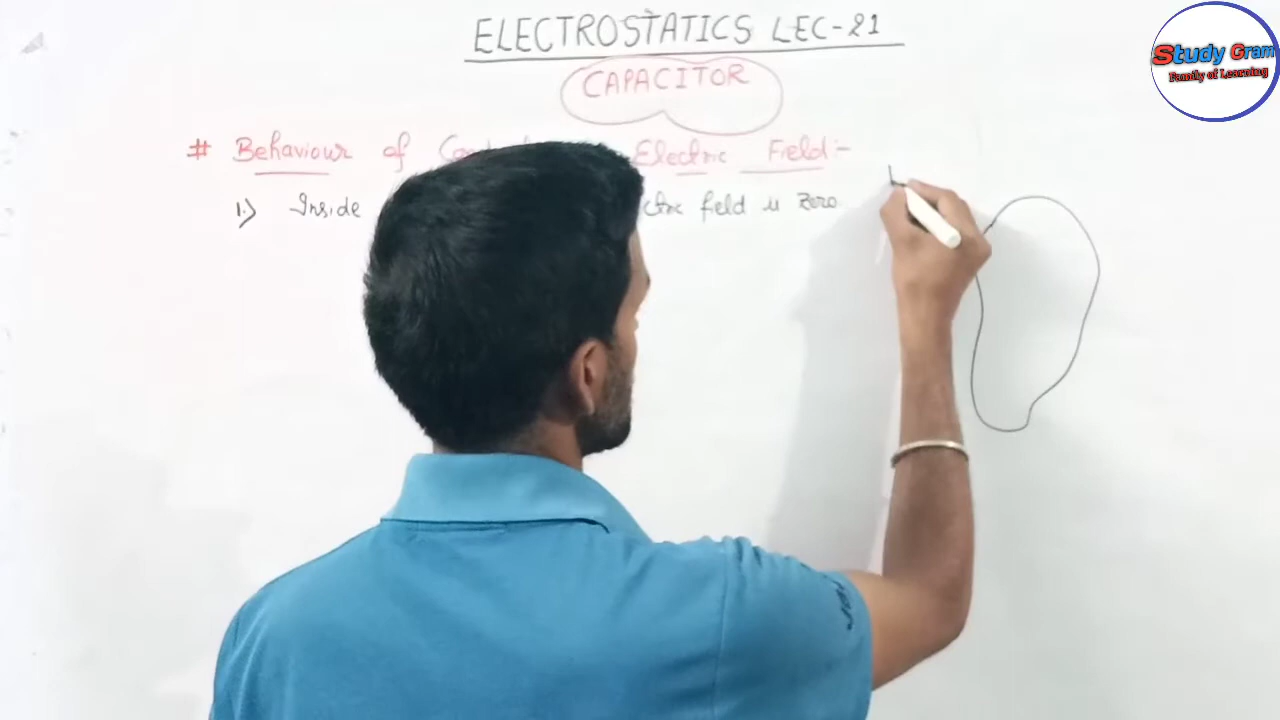 ELECTROSTATICS LEC-21
Study Gram
Family of Learning
CAPACITOR
# Behaviour of Electric Field:-
1.) Inside field is zero